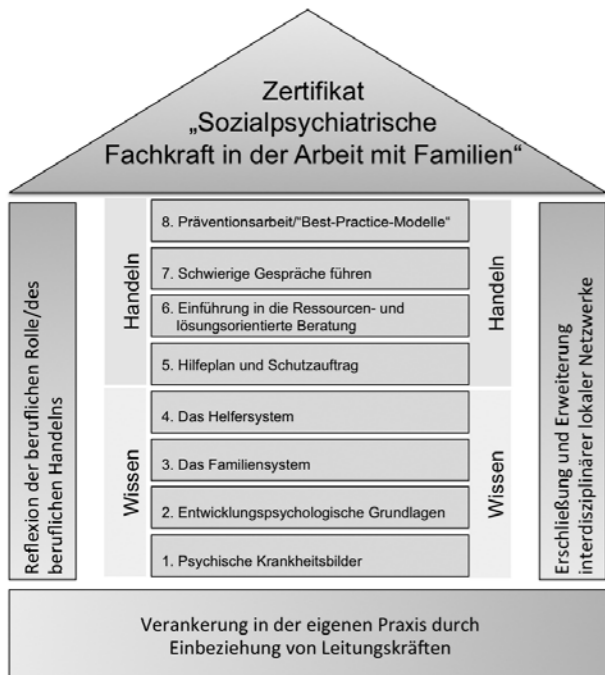 Zertifikat
„Sozialpsychiatrische
Fachkraft in der Arbeit mit Familien“
Reflexion der beruflichen Rolle/des
beruflichen Handelns
Handeln
Wissen
8. Präventionsarbeit/"Best-Practice-Modelle“
7. Schwierige Gespräche führen
6. Einführung in die Ressourcen- und
lösungsorientierte Beratung
5. Hilfeplan und Schutzauftrag
4. Das Helfersystem
3. Das Familiensystem
2. Entwicklungspsychologische Grundlagen
1. Psychische Krankheitsbilder
Handeln
Wissen
Erschließung und Erweiterung
interdisziplinärer lokaler Netzwerke
Verankerung in der eigenen Praxis durch
Einbeziehung von Leitungskräften